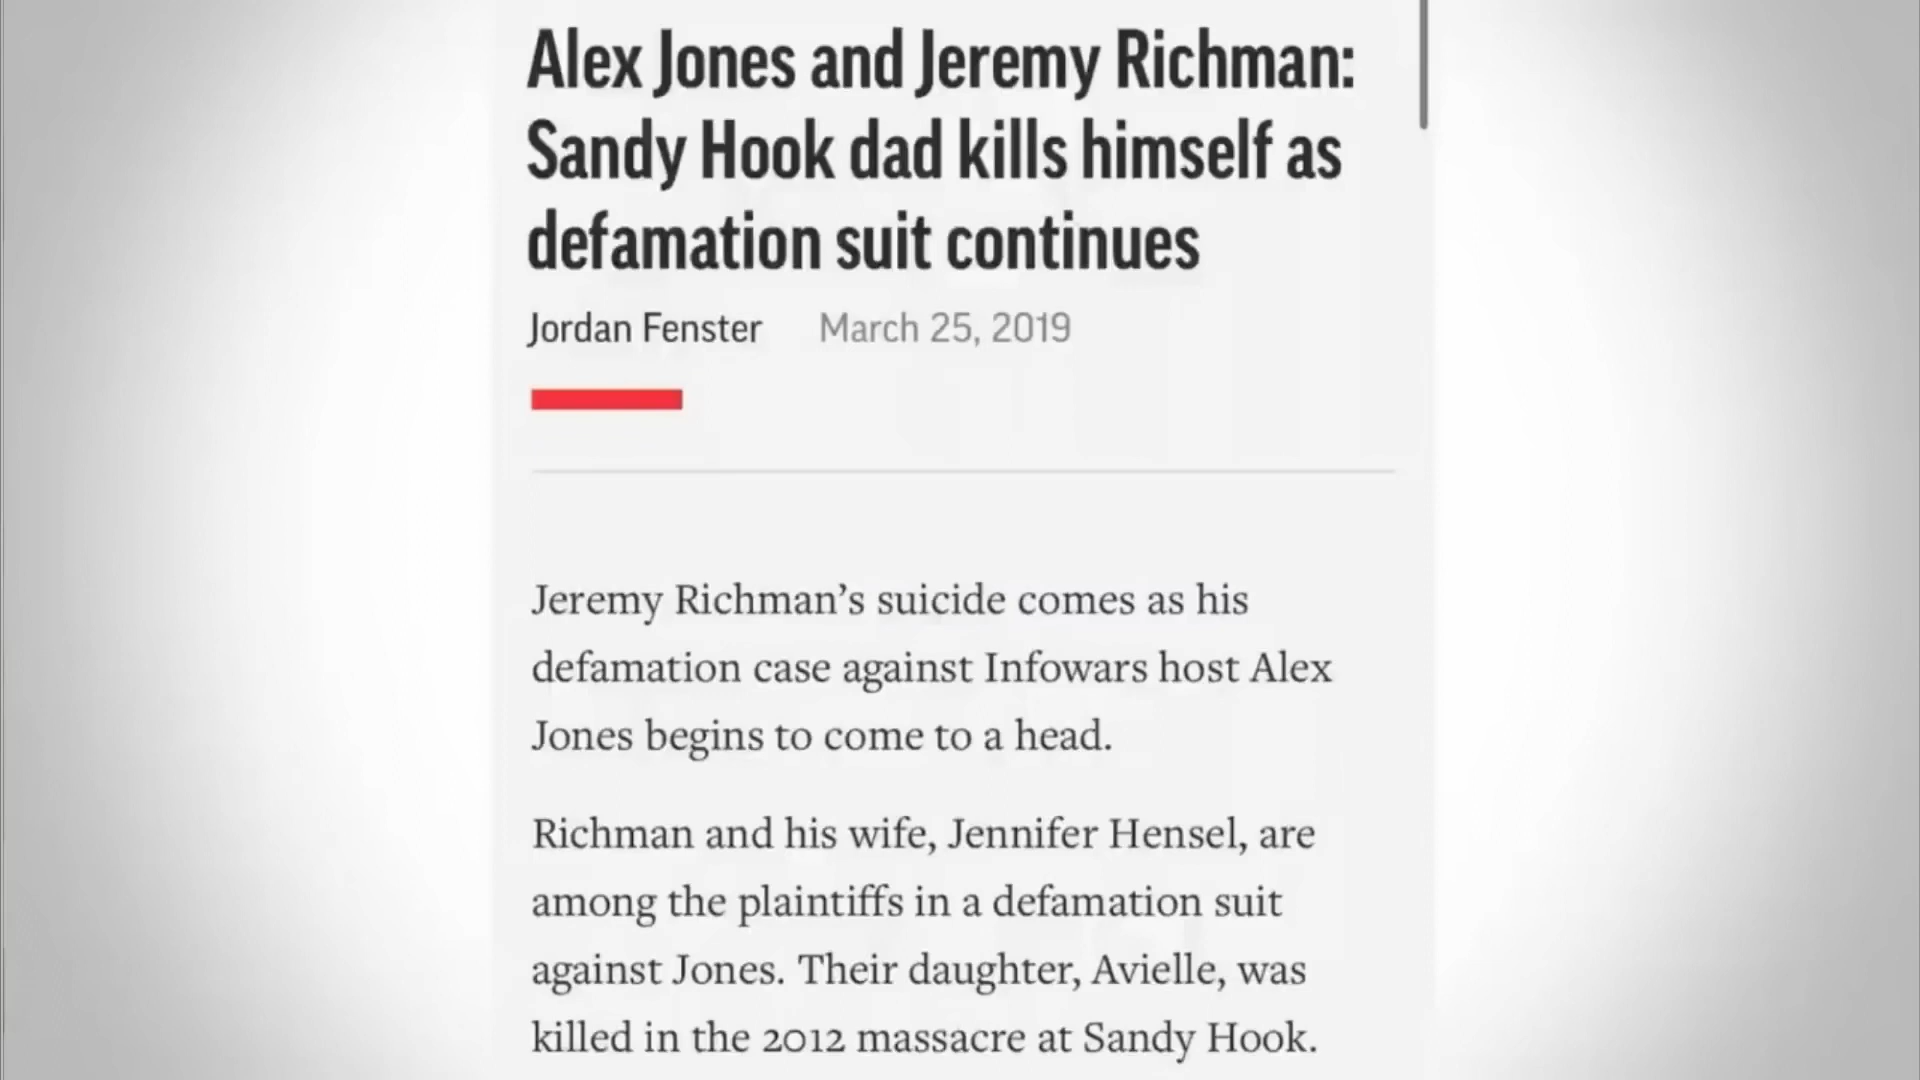 Alex Jones and Jeremy Richman:
Sandy Hook dad kills himself as
defamation suit continues
Jordan Fenster March 25, 2019
Jeremy Richman’s suicide comes as his
defamation case against Infowars host Alex
Jones begins to come to a head.
Richman and his wife, Jennifer Hensel, are
among the plaintiffs in a defamation suit
against Jones. Their daughter, Avielle, was
killed in the 2012 massacre at Sandy Hook.